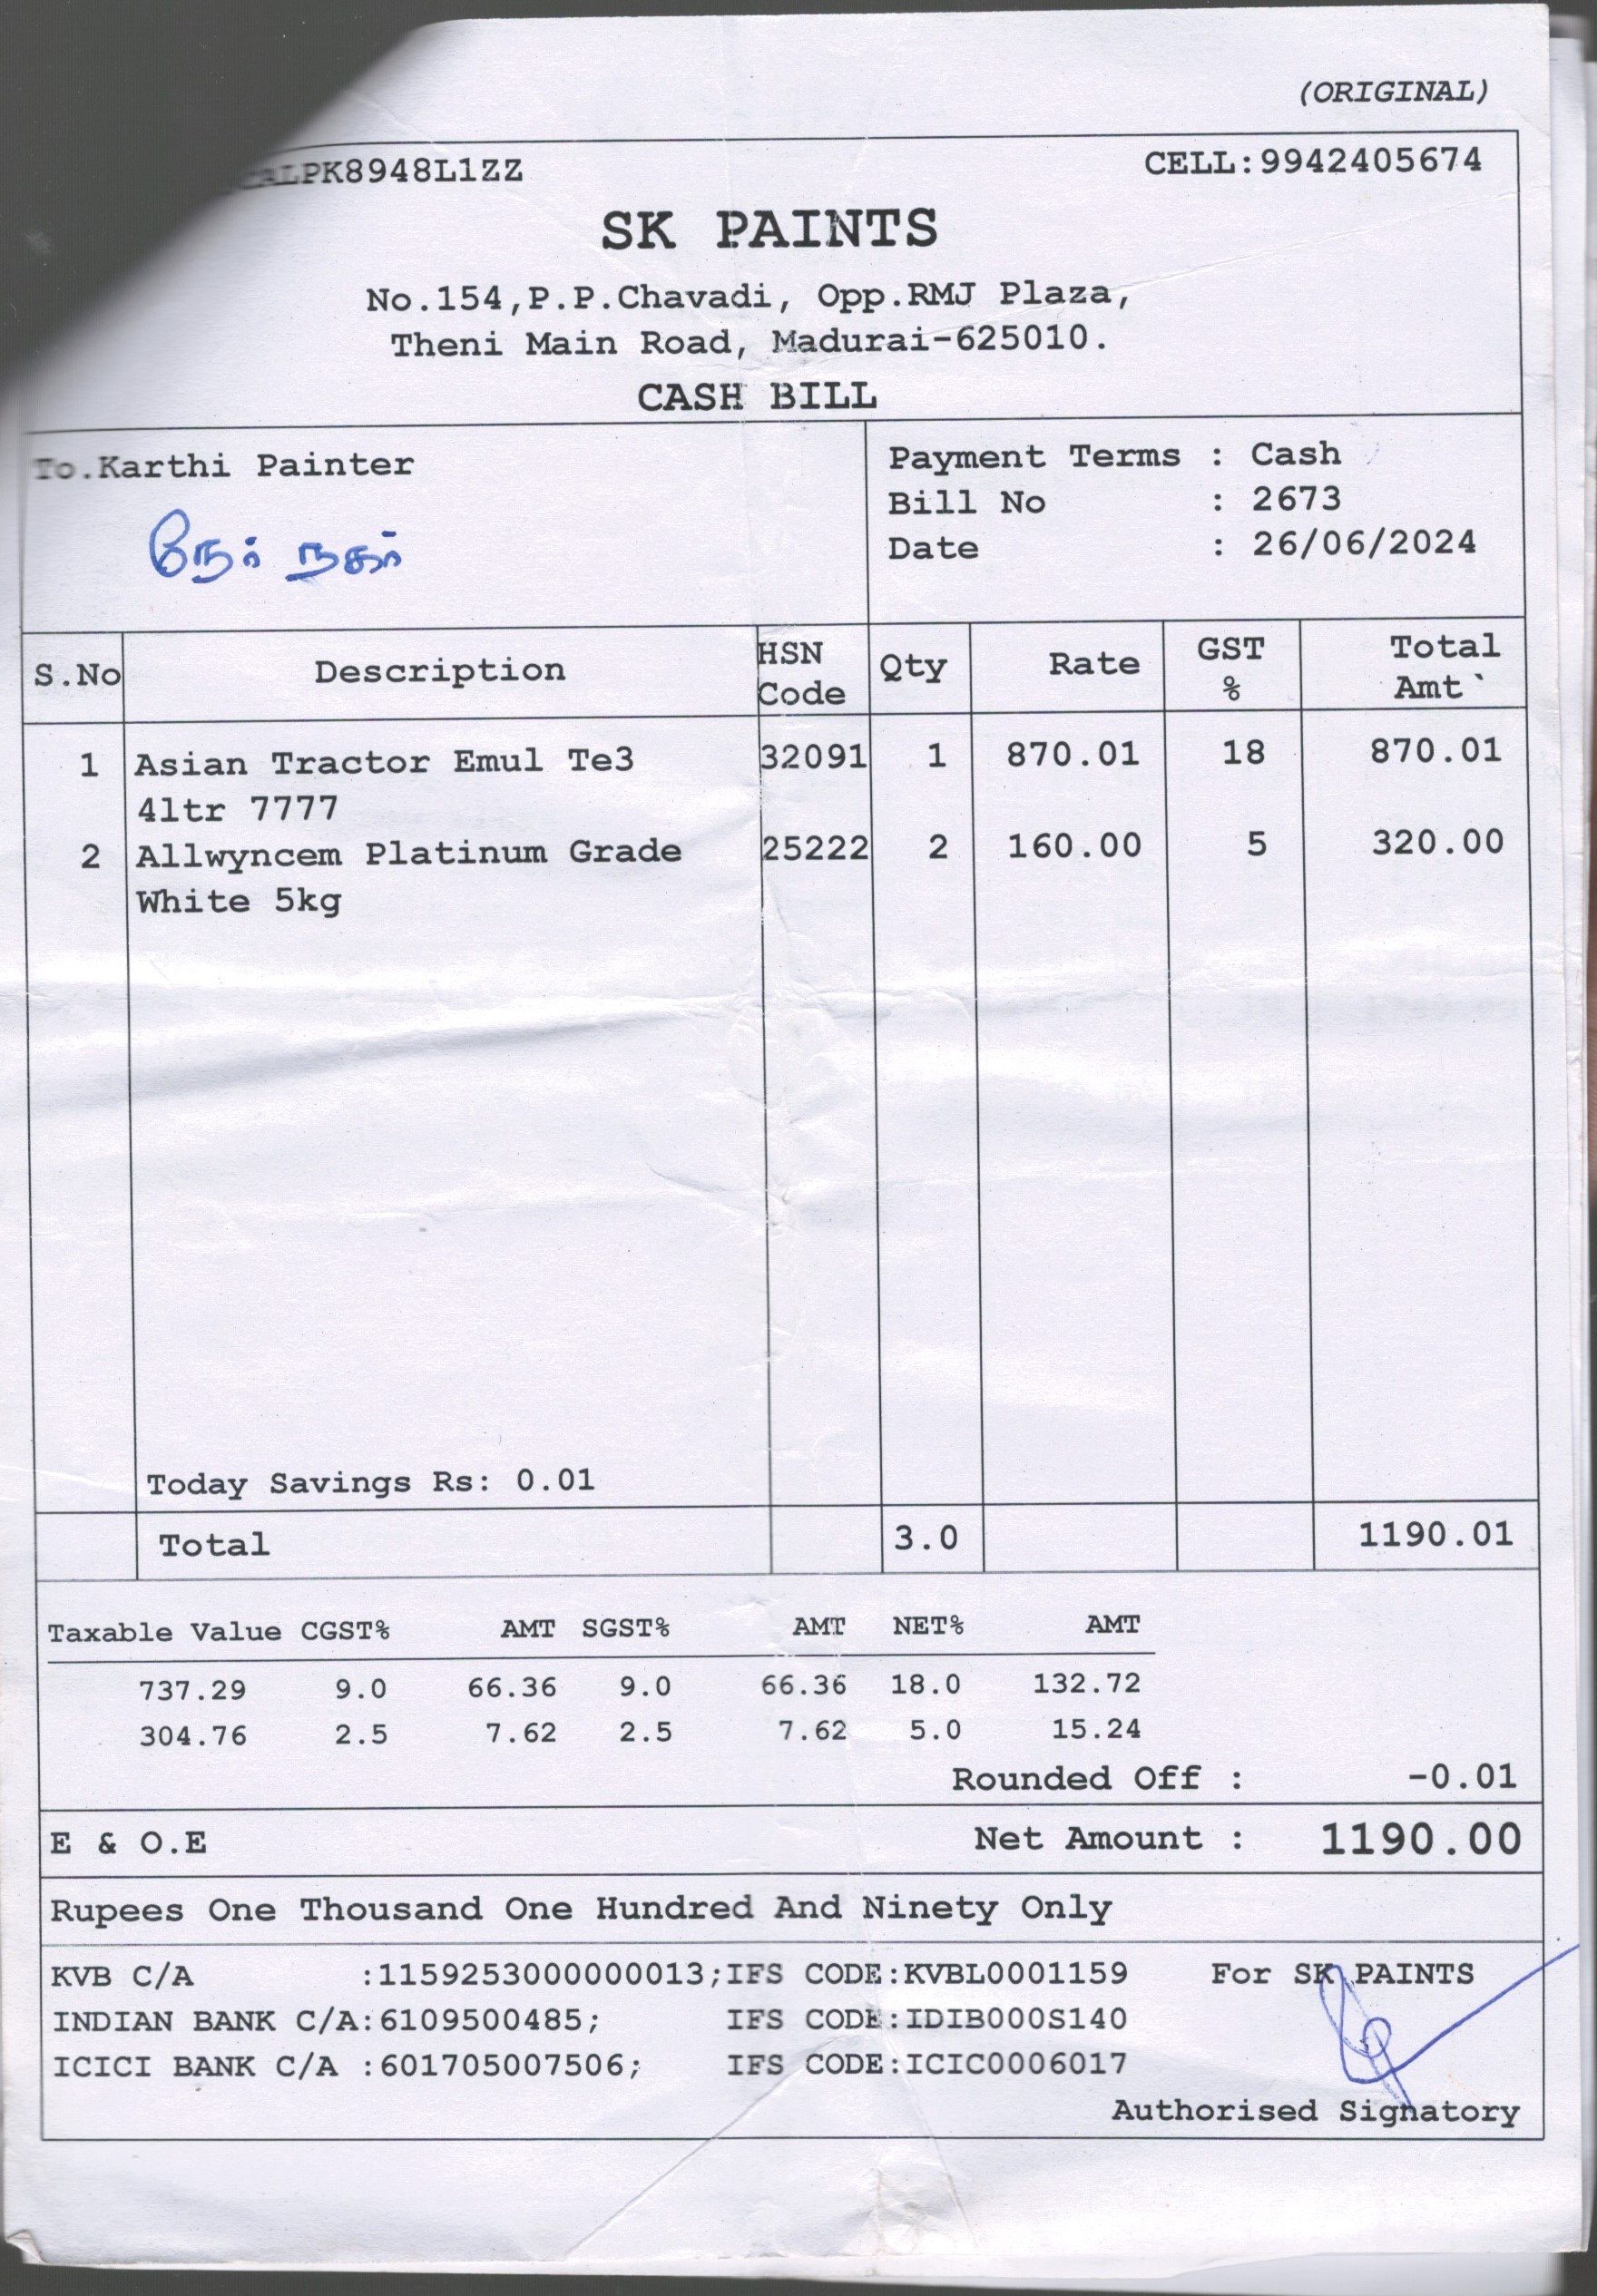 (ORIGINAL)
ALPK8948L1ZZ CELL:9942405674
SK PAINTS
No.154,P.P.Chavadi, Opp.RMJ Plaza,
Theni Main Road, Madurai-625010.
CASH BILL
To.Karthi Painter
நேரு நகர்
Payment Terms : Cash
Bill No : 2673
Date : 26/06/2024
S.No Description HSN Code Qty Rate GST % Total Amt`
1 Asian Tractor Emul Te3 32091 1 870.01 18 870.01
4ltr 7777
2 Allwyncem Platinum Grade 25222 2 160.00 5 320.00
White 5kg
Today Savings Rs: 0.01
Total 3.0 1190.01
Taxable Value CGST% AMT SGST% AMT NET% AMT
737.29 9.0 66.36 9.0 66.36 18.0 132.72
304.76 2.5 7.62 2.5 7.62 5.0 15.24
Rounded Off : -0.01
E & O.E Net Amount : 1190.00
Rupees One Thousand One Hundred And Ninety Only
KVB C/A :1159253000000013;IFS CODE:KVBL0001159 For SK PAINTS
INDIAN BANK C/A:6109500485; IFS CODE:IDIB000S140
ICICI BANK C/A :601705007506; IFS CODE:ICIC0006017
Authorised Signatory